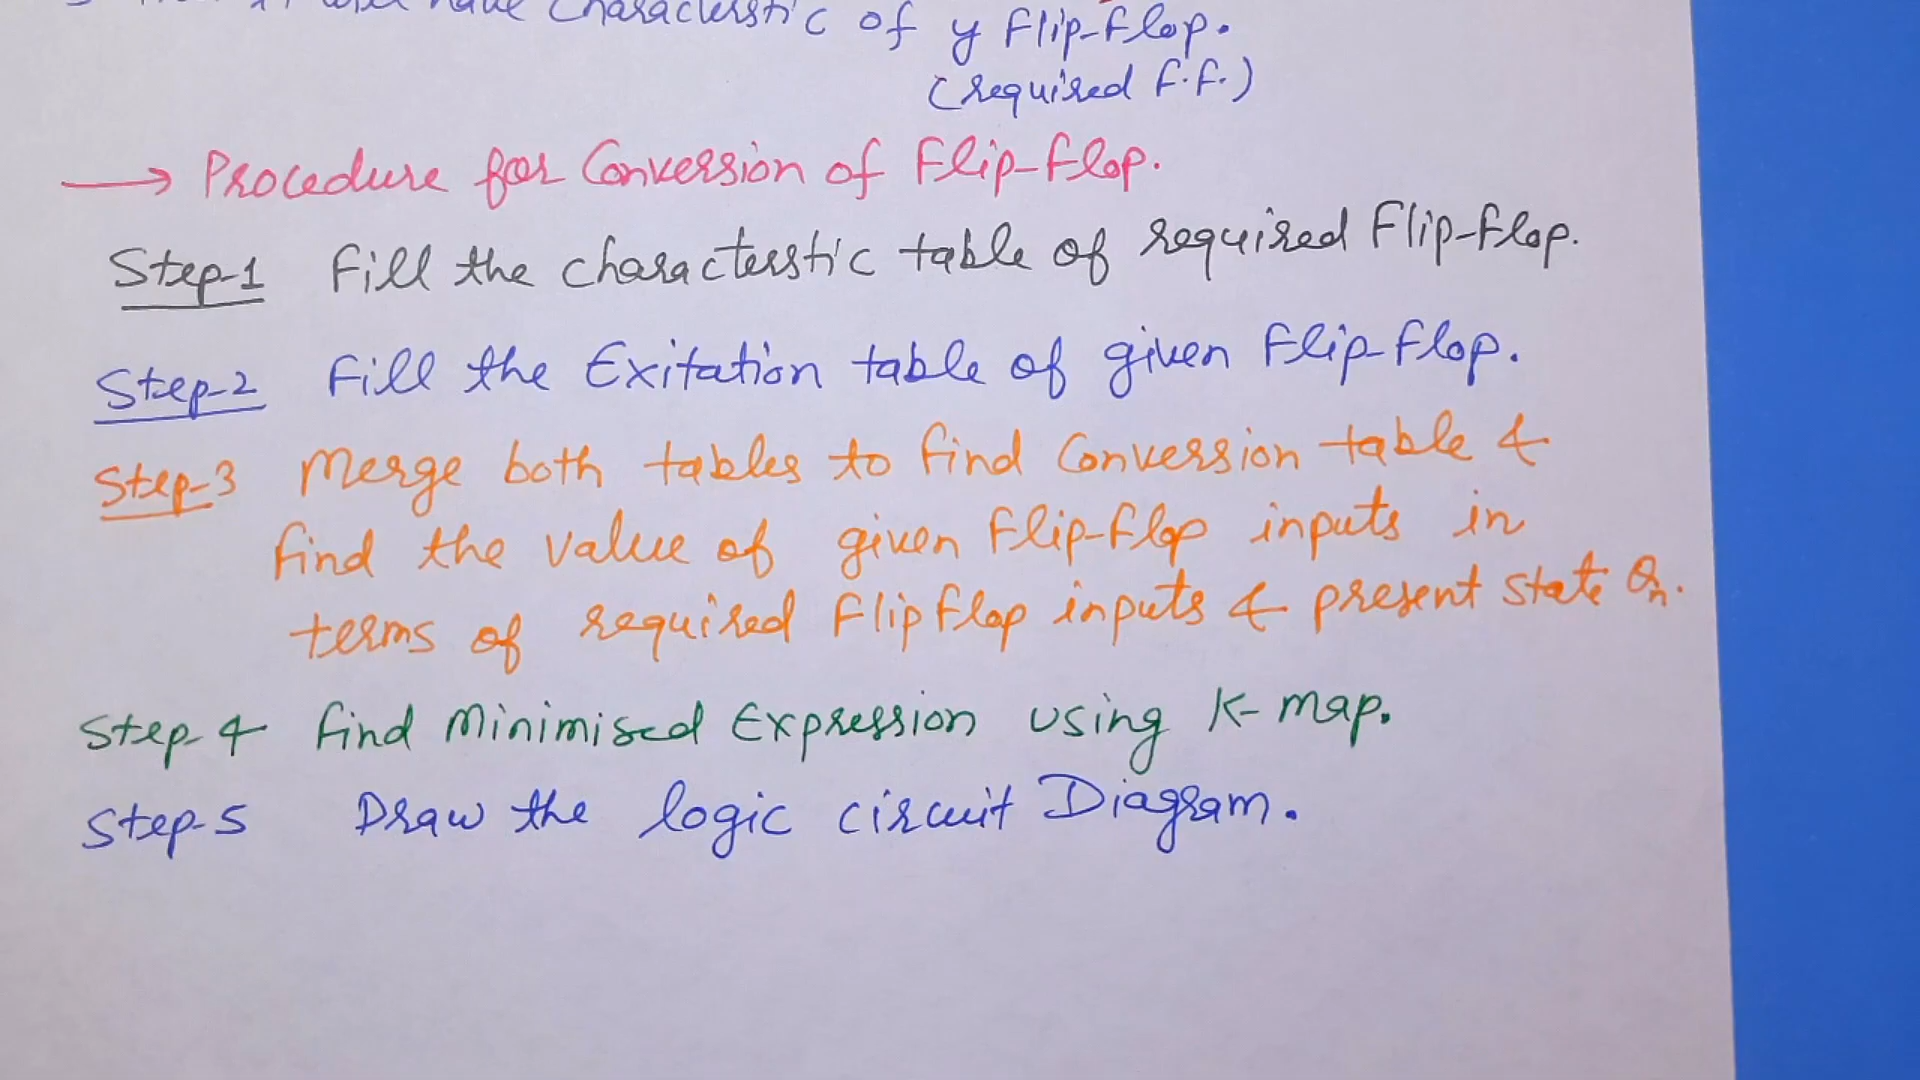 have characterstic of y Flip-Flop.
(required F.F.)
→ Procedure for Conversion of Flip-Flop.
Step-1 Fill the characterstic table of required Flip-Flop.
Step-2 Fill the Exitation table of given Flip-Flop.
Step-3 Merge both tables to find Conversion table &
find the value of given Flip-Flop inputs in
terms of required Flip Flop inputs & present state Qn.
Step-4 find Minimised Expression using K-map.
Step-5 Draw the logic circuit Diagram.